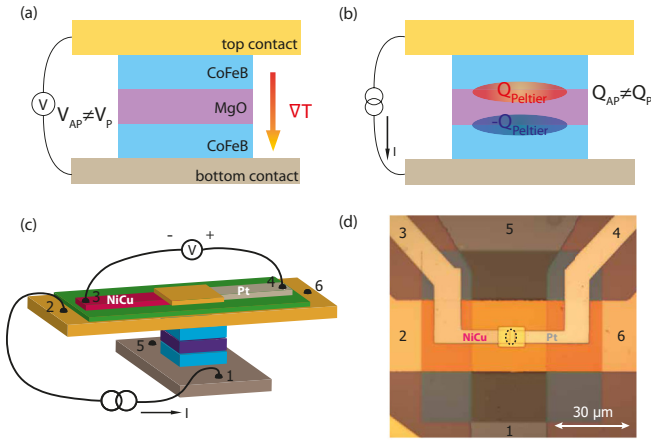 (a)
top contact
CoFeB
V
V_AP≠V_P
MgO
∇T
CoFeB
bottom contact
(b)
Q_Peltier
Q_AP≠Q_P
-Q_Peltier
I
(c)
- +
V
3
NiCu
4
Pt
6
2
5
1
I
(d)
3
5
4
2
NiCu
Pt
6
1
30 µm